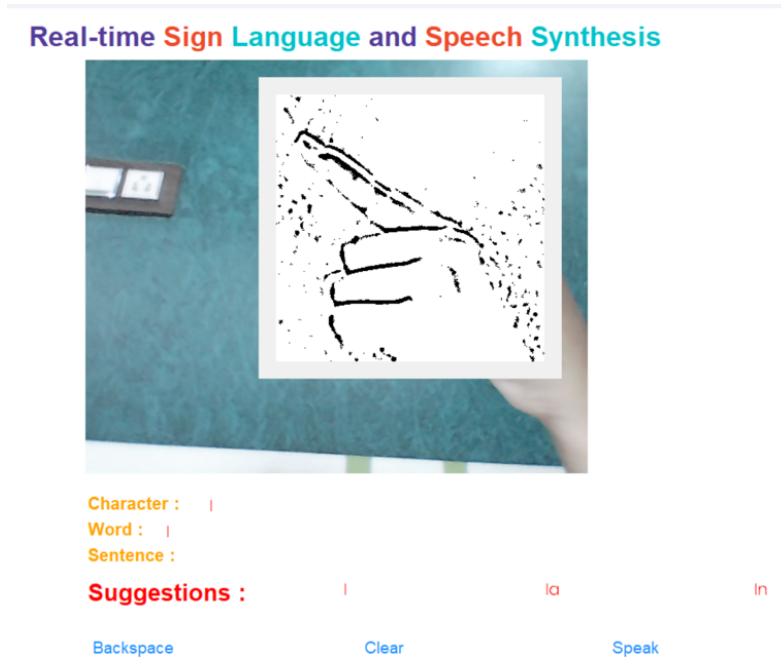 Real-time Sign Language and Speech Synthesis
Character : I
Word : I
Sentence :
Suggestions : I Ia In
Backspace Clear Speak